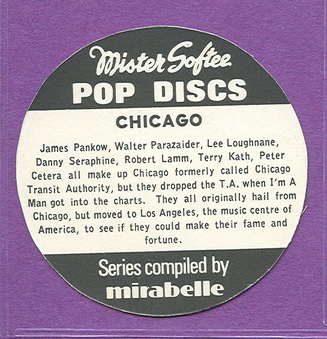 Mister Softee
POP DISCS
CHICAGO
James Pankow, Walter Parazaider, Lee Loughnane,
Danny Seraphine, Robert Lamm, Terry Kath, Peter
Cetera all make up Chicago formerly called Chicago
Transit Authority, but they dropped the T.A. when I'm A
Man got into the charts. They all originally hail from
Chicago, but moved to Los Angeles, the music centre of
America, to see if they could make their fame and
fortune.
Series compiled by
mirabelle